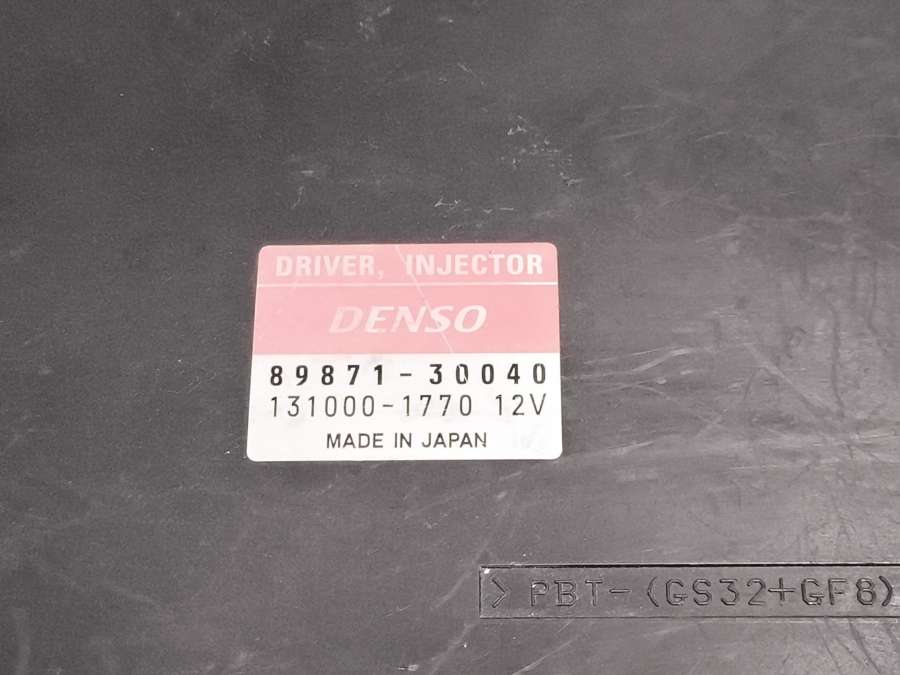 DRIVER, INJECTOR
DENSO
89871-30040
131000-1770 12V
MADE IN JAPAN
>PBT-(GS32+GF8)